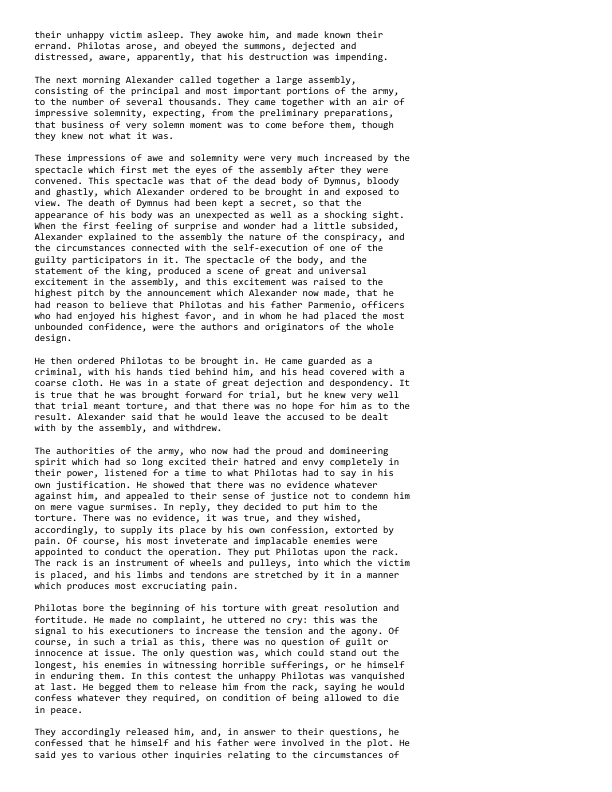 their unhappy victim asleep. They awoke him, and made known their
errand. Philotas arose, and obeyed the summons, dejected and
distressed, aware, apparently, that his destruction was impending.

The next morning Alexander called together a large assembly,
consisting of the principal and most important portions of the army,
to the number of several thousands. They came together with an air of
impressive solemnity, expecting, from the preliminary preparations,
that business of very solemn moment was to come before them, though
they knew not what it was.

These impressions of awe and solemnity were very much increased by the
spectacle which first met the eyes of the assembly after they were
convened. This spectacle was that of the dead body of Dymnus, bloody
and ghastly, which Alexander ordered to be brought in and exposed to
view. The death of Dymnus had been kept a secret, so that the
appearance of his body was an unexpected as well as a shocking sight.
When the first feeling of surprise and wonder had a little subsided,
Alexander explained to the assembly the nature of the conspiracy, and
the circumstances connected with the self-execution of one of the
guilty participators in it. The spectacle of the body, and the
statement of the king, produced a scene of great and universal
excitement in the assembly, and this excitement was raised to the
highest pitch by the announcement which Alexander now made, that he
had reason to believe that Philotas and his father Parmenio, officers
who had enjoyed his highest favor, and in whom he had placed the most
unbounded confidence, were the authors and originators of the whole
design.

He then ordered Philotas to be brought in. He came guarded as a
criminal, with his hands tied behind him, and his head covered with a
coarse cloth. He was in a state of great dejection and despondency. It
is true that he was brought forward for trial, but he knew very well
that trial meant torture, and that there was no hope for him as to the
result. Alexander said that he would leave the accused to be dealt
with by the assembly, and withdrew.

The authorities of the army, who now had the proud and domineering
spirit which had so long excited their hatred and envy completely in
their power, listened for a time to what Philotas had to say in his
own justification. He showed that there was no evidence whatever
against him, and appealed to their sense of justice not to condemn him
on mere vague surmises. In reply, they decided to put him to the
torture. There was no evidence, it was true, and they wished,
accordingly, to supply its place by his own confession, extorted by
pain. Of course, his most inveterate and implacable enemies were
appointed to conduct the operation. They put Philotas upon the rack.
The rack is an instrument of wheels and pulleys, into which the victim
is placed, and his limbs and tendons are stretched by it in a manner
which produces most excruciating pain.

Philotas bore the beginning of his torture with great resolution and
fortitude. He made no complaint, he uttered no cry: this was the
signal to his executioners to increase the tension and the agony. Of
course, in such a trial as this, there was no question of guilt or
innocence at issue. The only question was, which could stand out the
longest, his enemies in witnessing horrible sufferings, or he himself
in enduring them. In this contest the unhappy Philotas was vanquished
at last. He begged them to release him from the rack, saying he would
confess whatever they required, on condition of being allowed to die
in peace.

They accordingly released him, and, in answer to their questions, he
confessed that he himself and his father were involved in the plot. He
said yes to various other inquiries relating to the circumstances of